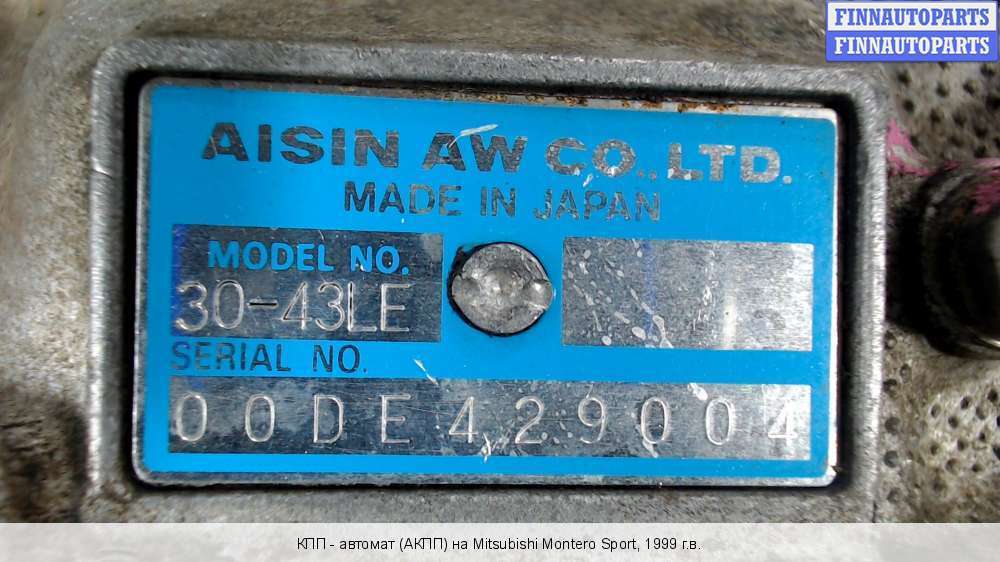 FINNAUTOPARTS
FINNAUTOPARTS
AISIN AW CO., LTD.
MADE IN JAPAN
MODEL NO.
30-43LE
SERIAL NO.
00DE429004
КПП - автомат (АКПП) на Mitsubishi Montero Sport, 1999 г.в.